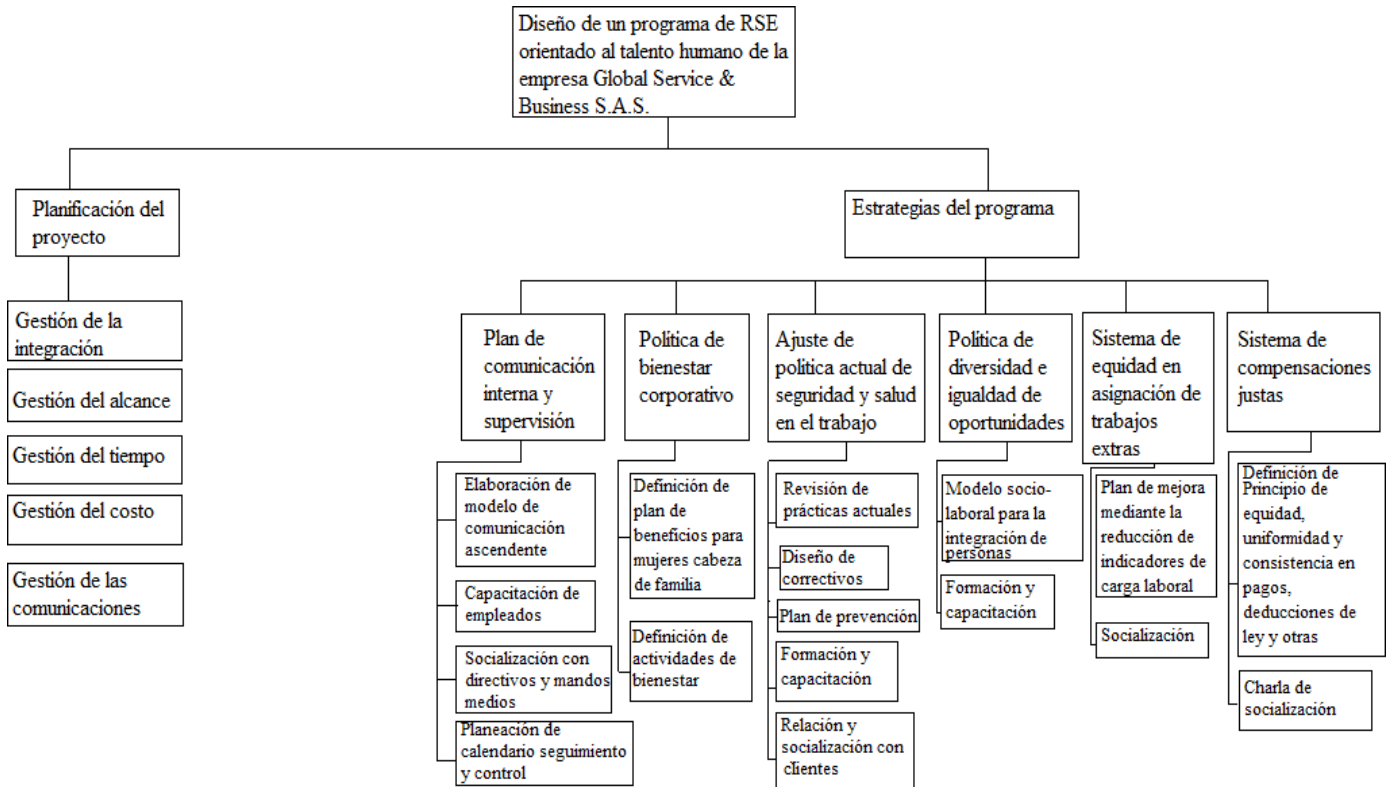 Diseño de un programa de RSE
orientado al talento humano de la
empresa Global Service &
Business S.A.S.
Planificación del
proyecto
Estrategias del programa
Gestión de la
integración
Gestión del alcance
Gestión del tiempo
Gestión del costo
Gestión de las
comunicaciones
Plan de
comunicación
interna y
supervisión
Elaboración de
modelo de
comunicación
ascendente
Capacitación de
empleados
Socialización con
directivos y mandos
medios
Planeación de
calendario seguimiento
y control
Política de
bienestar
corporativo
Definición de
plan de
beneficios para
mujeres cabeza
de familia
Definición de
actividades de
bienestar
Ajuste de
politica actual de
seguridad y salud
en el trabajo
Revisión de
prácticas actuales
Diseño de
correctivos
Plan de prevención
Formación y
capacitación
Relación y
socialización con
clientes
Política de
diversidad e
igualdad de
oportunidades
Modelo socio-
laboral para la
integración de
personas
Formación y
capacitación
Sistema de
equidad en
asignación de
trabajos
extras
Plan de mejora
mediante la
reducción de
indicadores de
carga laboral
Socialización
Sistema de
compensaciones
justas
Definición de
Principio de
equidad,
uniformidad y
consistencia en
pagos,
deducciones de
ley y otras
Charla de
socialización